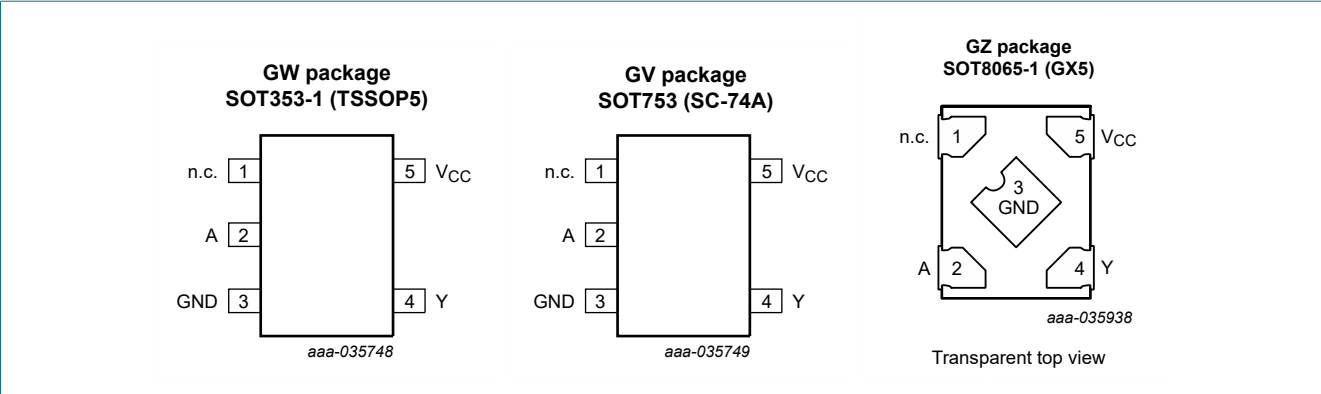 GW package
SOT353-1 (TSSOP5)
n.c. 1
5 VCC
A 2
GND 3
4 Y
aaa-035748
GV package
SOT753 (SC-74A)
n.c. 1
5 VCC
A 2
GND 3
4 Y
aaa-035749
GZ package
SOT8065-1 (GX5)
n.c. 1
5 VCC
3
GND
A 2
4 Y
aaa-035938
Transparent top view